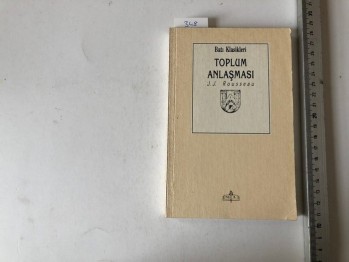 Batı Klasikleri
TOPLUM
ANLAŞMASI
J.J. Rousseau